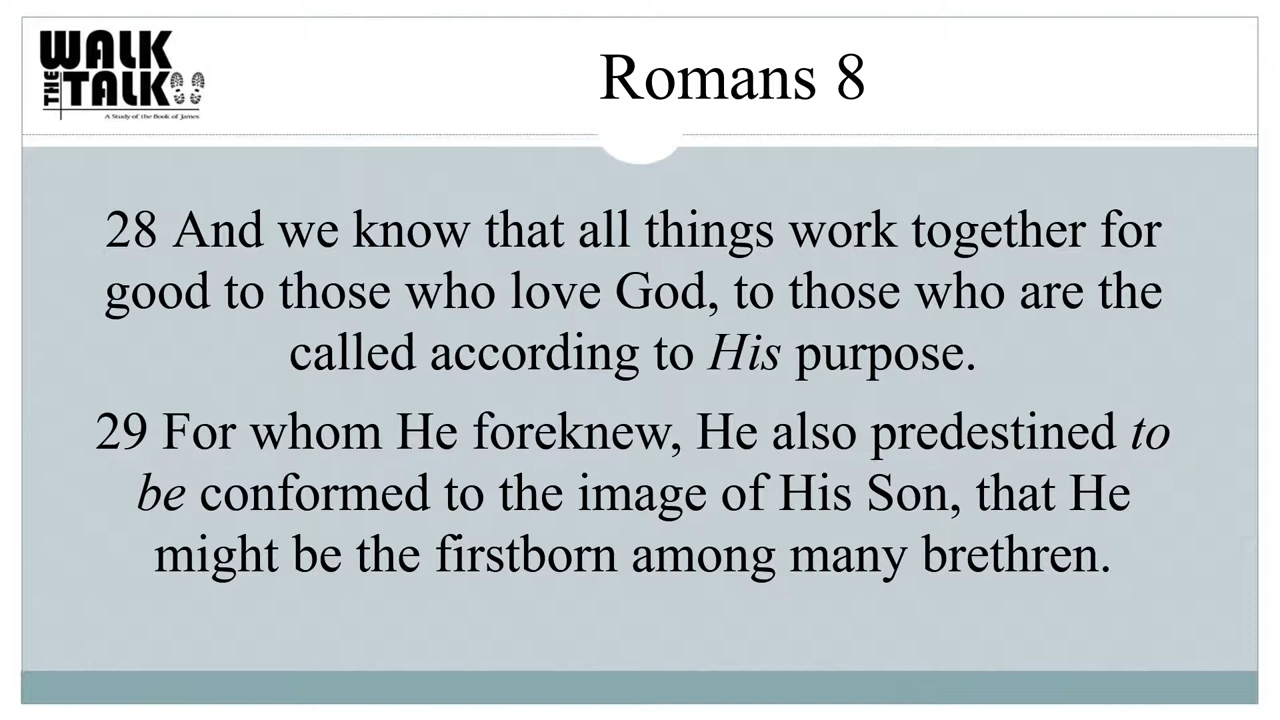 WALK
THE TALK
A Study of the Book of James
Romans 8
28 And we know that all things work together for
good to those who love God, to those who are the
called according to His purpose.
29 For whom He foreknew, He also predestined to
be conformed to the image of His Son, that He
might be the firstborn among many brethren.